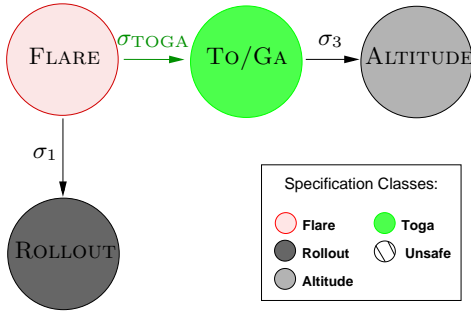 FLARE
σTOGA
TO/GA
σ3
ALTITUDE
σ1
ROLLOUT
Specification Classes:
Flare
Toga
Rollout
Unsafe
Altitude